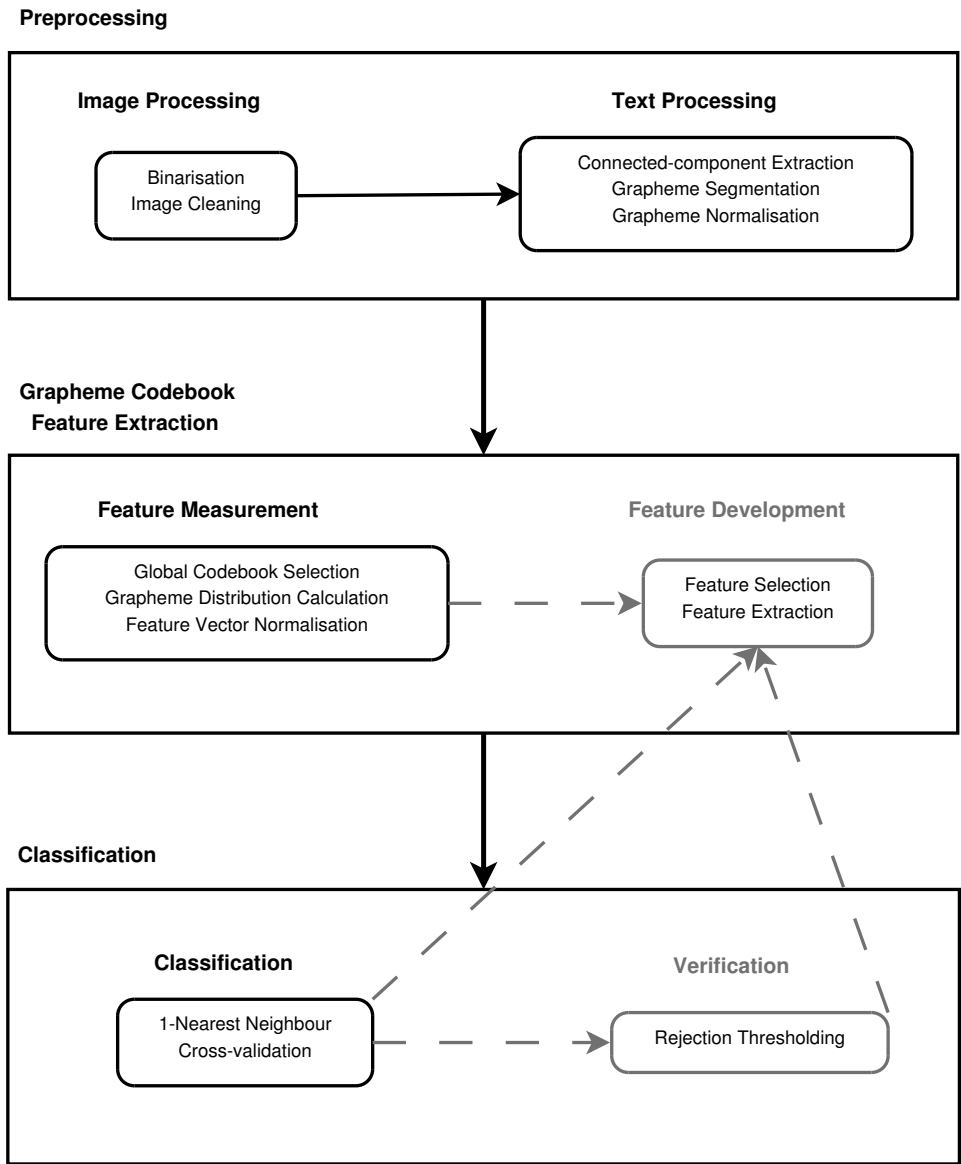 Preprocessing
Image Processing
Binarisation
Image Cleaning
Text Processing
Connected-component Extraction
Grapheme Segmentation
Grapheme Normalisation
Grapheme Codebook
Feature Extraction
Feature Measurement
Global Codebook Selection
Grapheme Distribution Calculation
Feature Vector Normalisation
Feature Development
Feature Selection
Feature Extraction
Classification
Classification
1-Nearest Neighbour
Cross-validation
Verification
Rejection Thresholding